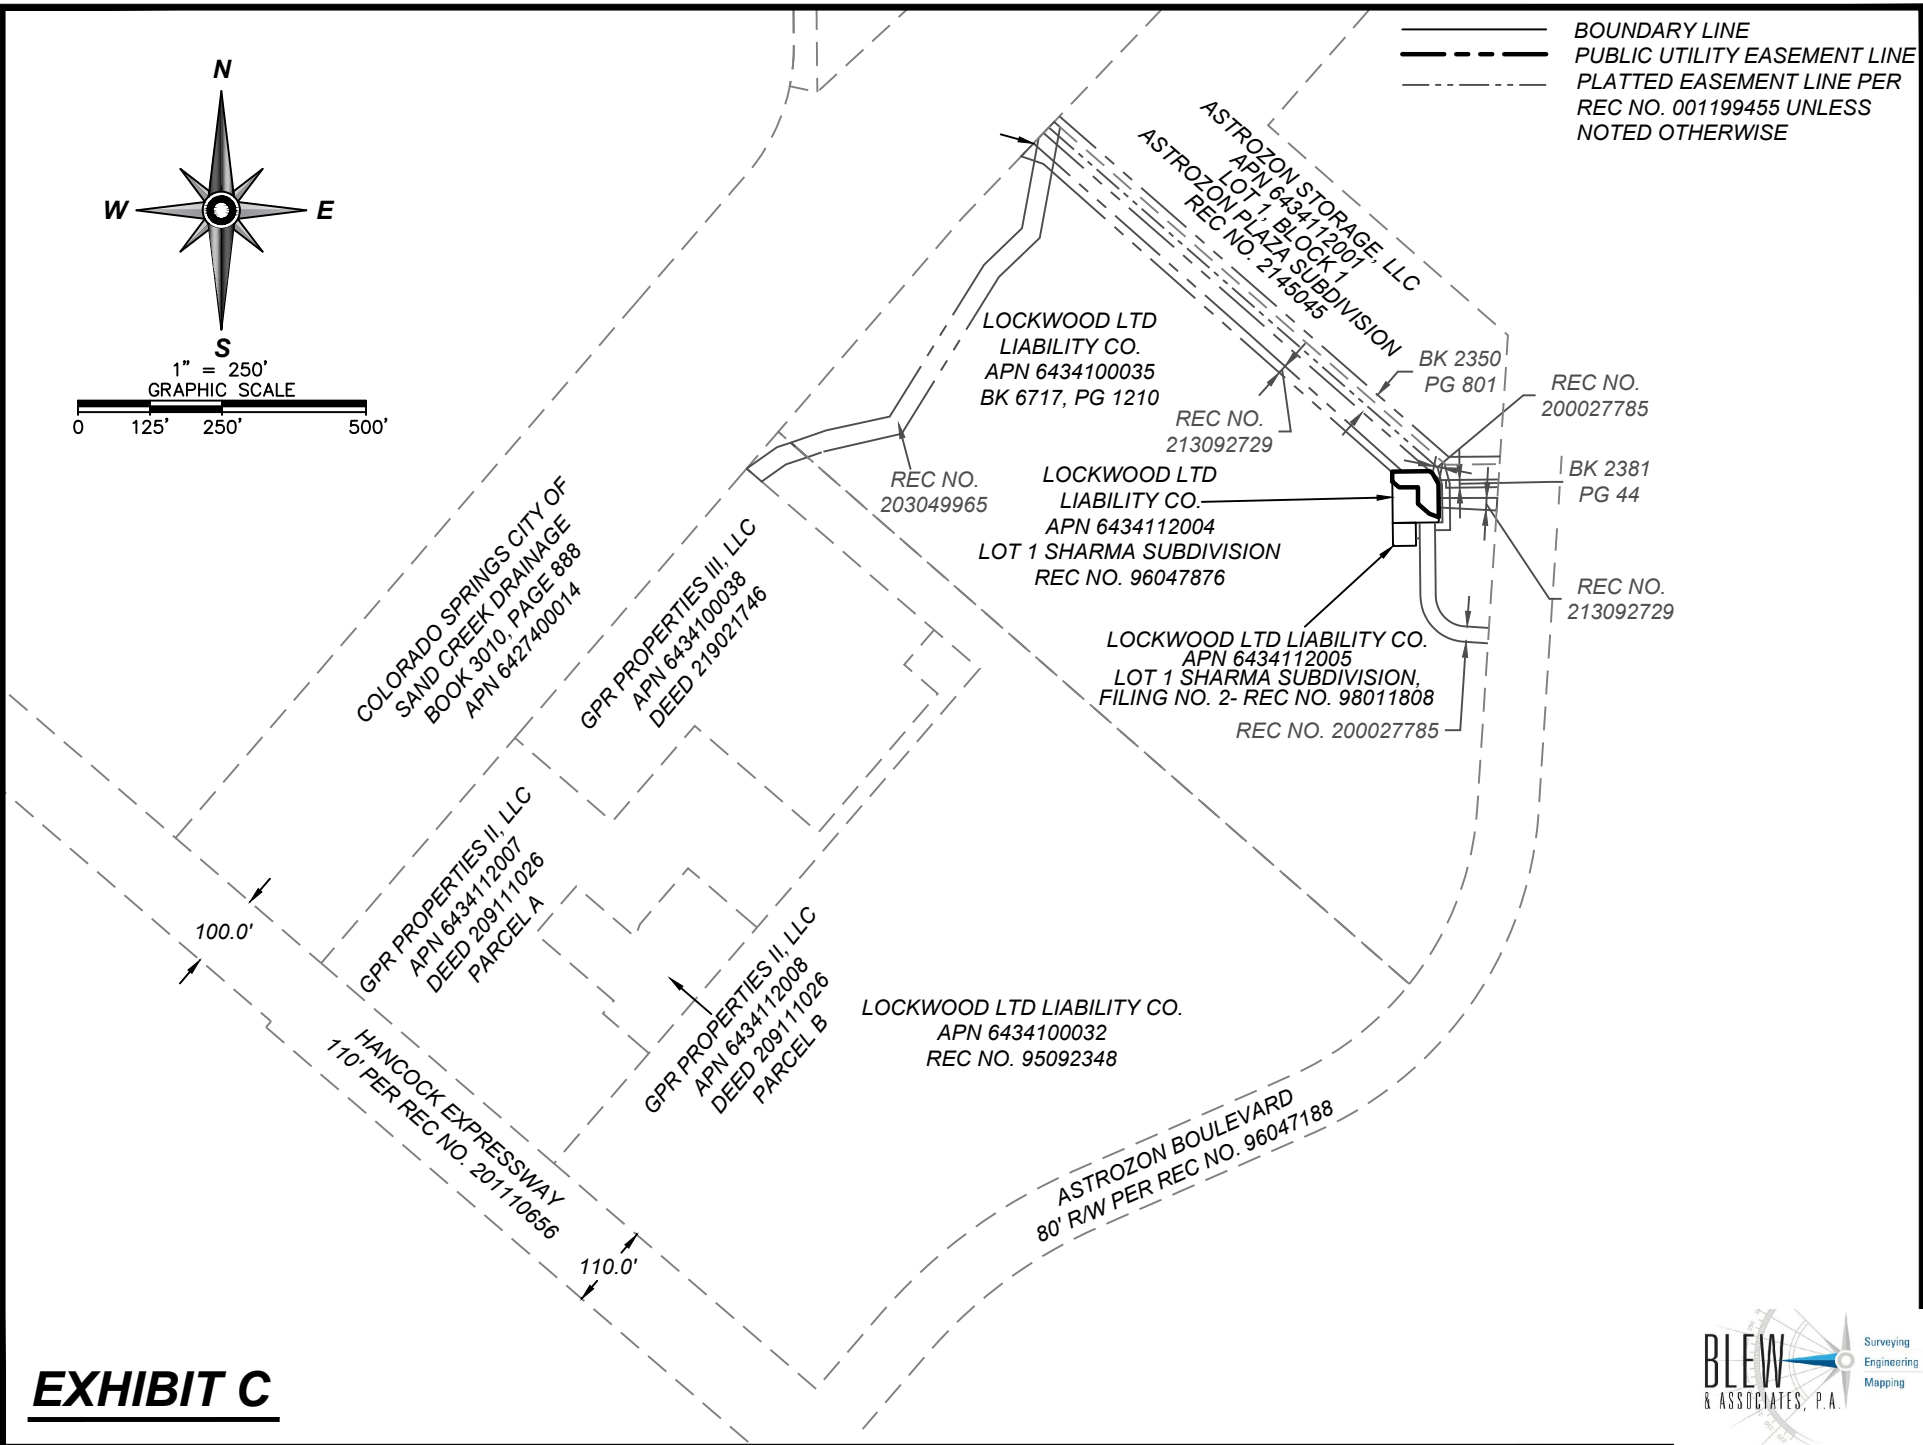 BOUNDARY LINE
PUBLIC UTILITY EASEMENT LINE
PLATTED EASEMENT LINE PER
REC NO. 001199455 UNLESS
NOTED OTHERWISE
N
W
E
S
1" = 250'
GRAPHIC SCALE
0
125'
250'
500'
ASTROZON STORAGE, LLC
APN 6434112001
LOT 1, BLOCK 1
ASTROZON PLAZA SUBDIVISION
REC NO. 2145045
LOCKWOOD LTD
LIABILITY CO.
APN 6434100035
BK 6717, PG 1210
BK 2350
PG 801
REC NO.
200027785
REC NO.
213092729
REC NO.
203049965
LOCKWOOD LTD
LIABILITY CO.
APN 6434112004
LOT 1 SHARMA SUBDIVISION
REC NO. 96047876
BK 2381
PG 44
REC NO.
213092729
LOCKWOOD LTD LIABILITY CO.
APN 6434112005
LOT 1 SHARMA SUBDIVISION,
FILING NO. 2- REC NO. 98011808
REC NO. 200027785
COLORADO SPRINGS CITY OF
SAND CREEK DRAINAGE
BOOK 3010, PAGE 888
APN 6427400014
GPR PROPERTIES III, LLC
APN 6434100038
DEED 219021746
GPR PROPERTIES II, LLC
APN 6434112007
DEED 209111026
PARCEL A
GPR PROPERTIES II, LLC
APN 6434112008
DEED 209111026
PARCEL B
100.0'
LOCKWOOD LTD LIABILITY CO.
APN 6434100032
REC NO. 95092348
HANCOCK EXPRESSWAY
110' PER REC NO. 201110656
110.0'
ASTROZON BOULEVARD
80' R/W PER REC NO. 96047188
EXHIBIT C
BLEW
& ASSOCIATES, P.A.
Surveying
Engineering
Mapping